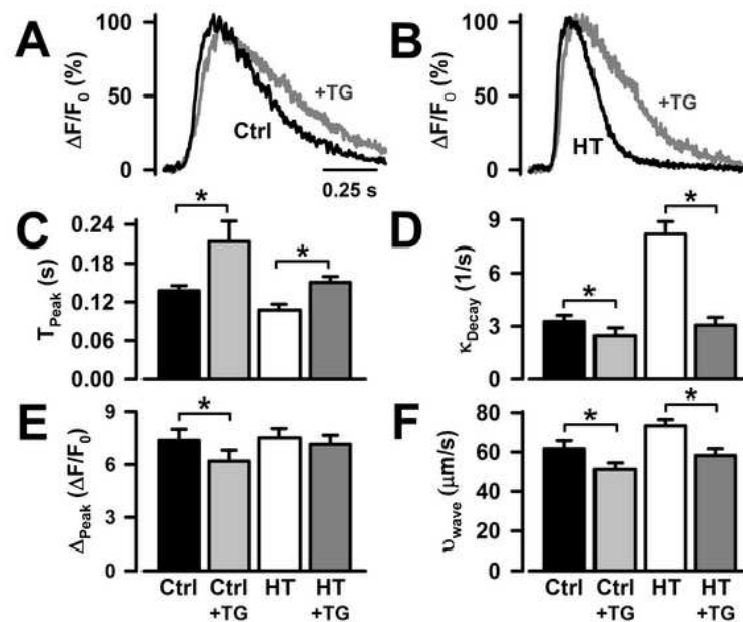 A
ΔF/F0 (%)
100
50
0
+TG
Ctrl
0.25 s
B
ΔF/F0 (%)
100
50
0
+TG
HT
C
TPeak (s)
0.24
0.18
0.12
0.06
0.00
*
*
D
κDecay (1/s)
9
6
3
0
*
*
E
ΔPeak (ΔF/F0)
9
6
3
0
*
Ctrl Ctrl HT HT
+TG +TG
F
υwave (μm/s)
80
60
40
20
0
*
*
Ctrl Ctrl HT HT
+TG +TG